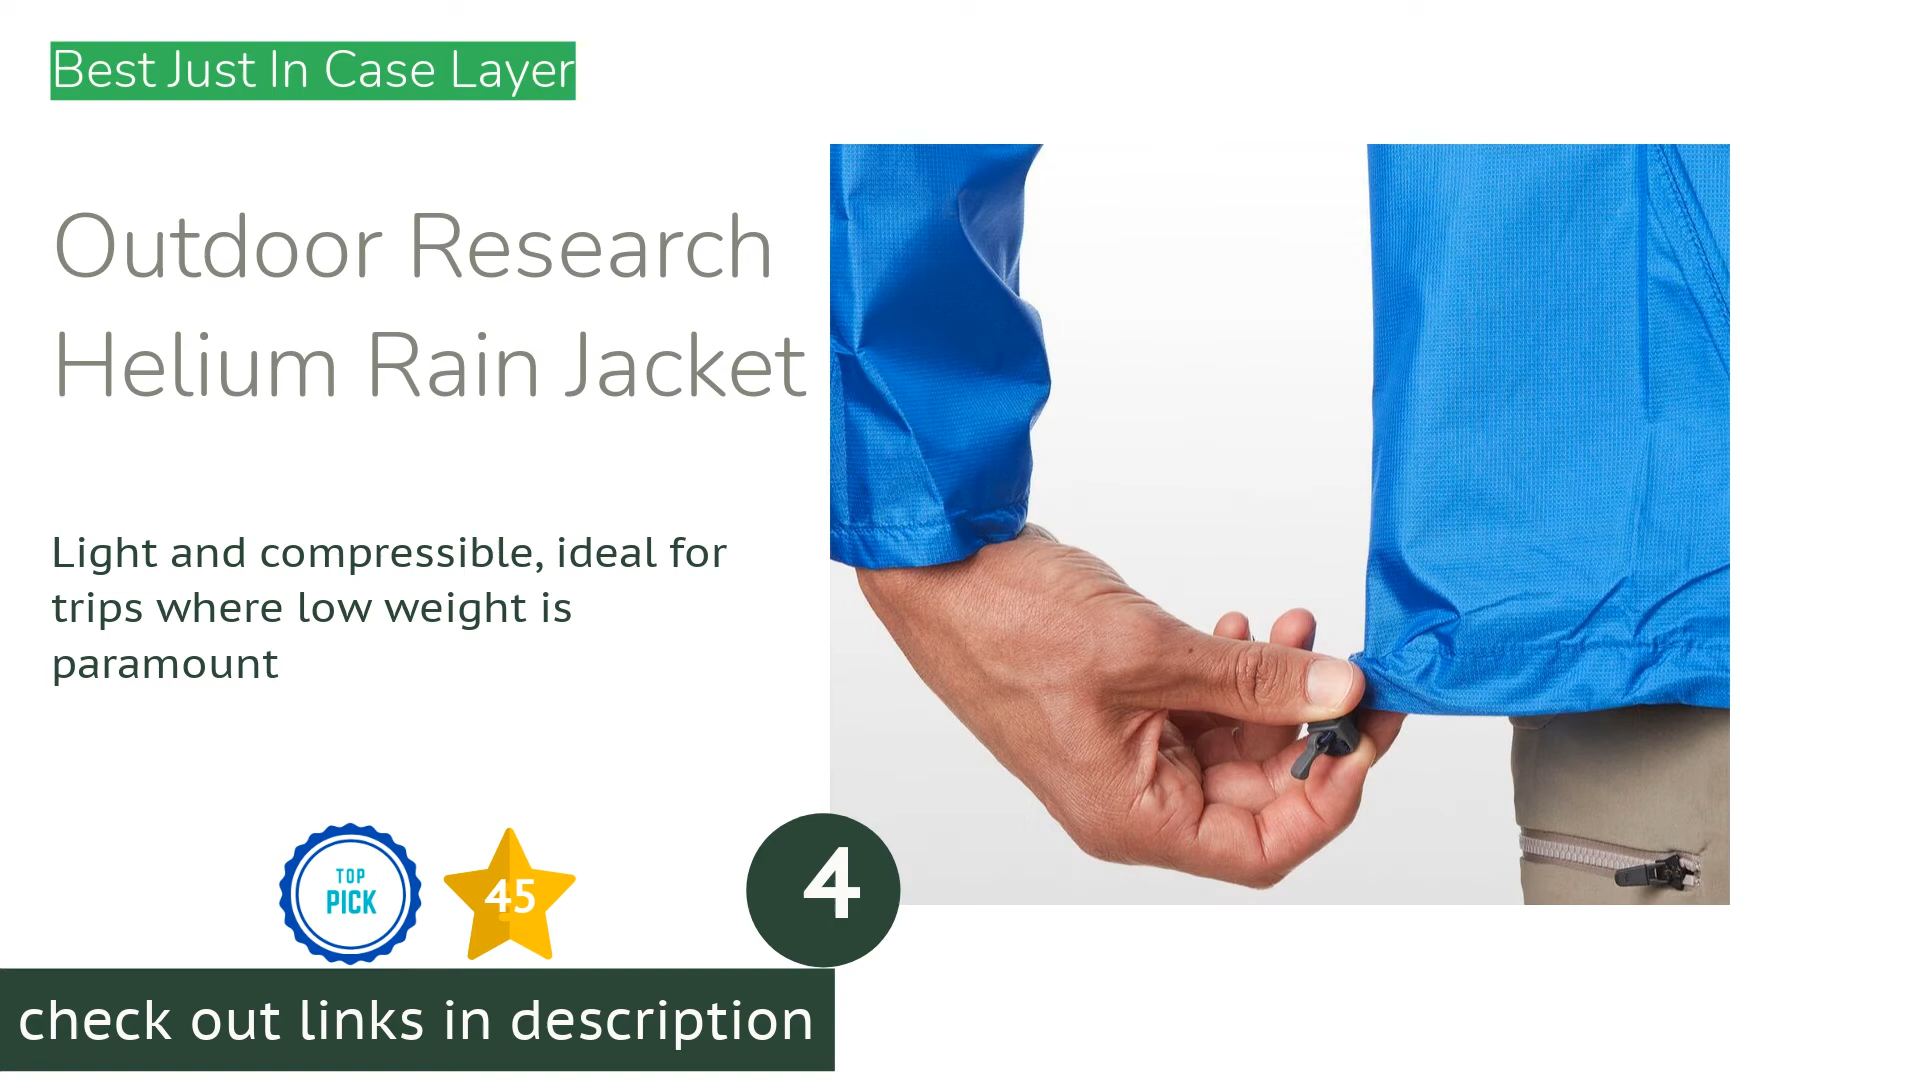 Best Just In Case Layer
Outdoor Research
Helium Rain Jacket
Light and compressible, ideal for
trips where low weight is
paramount
TOP
PICK
45
4
check out links in description